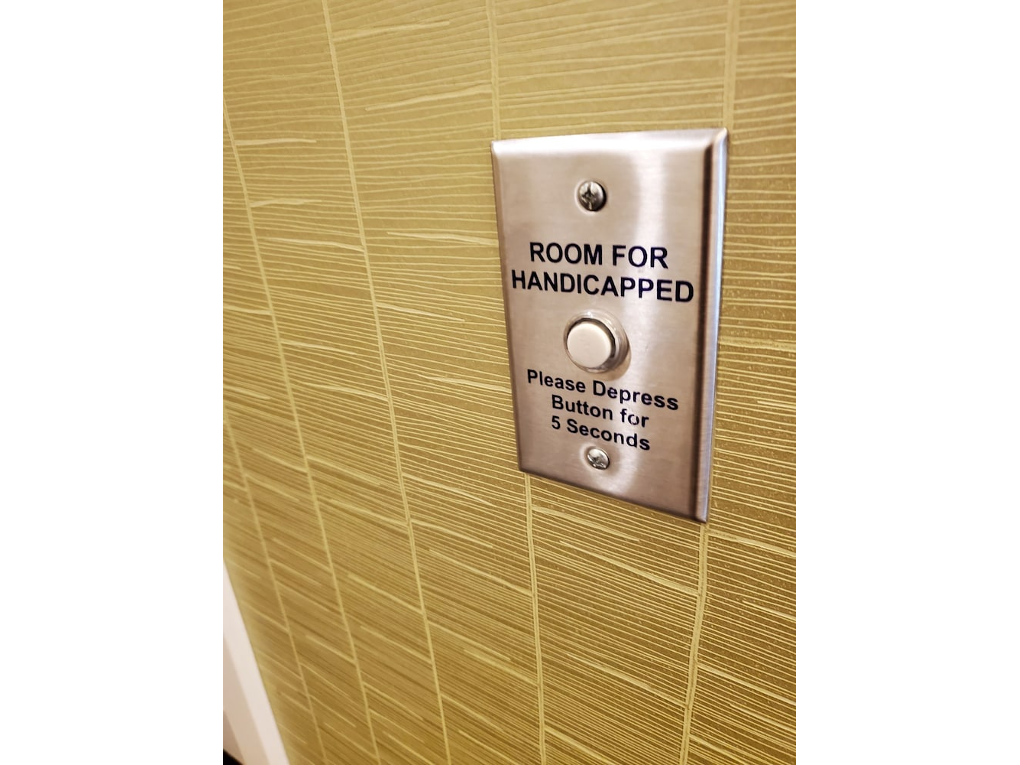 ROOM FOR
HANDICAPPED
Please Depress
Button for
5 Seconds